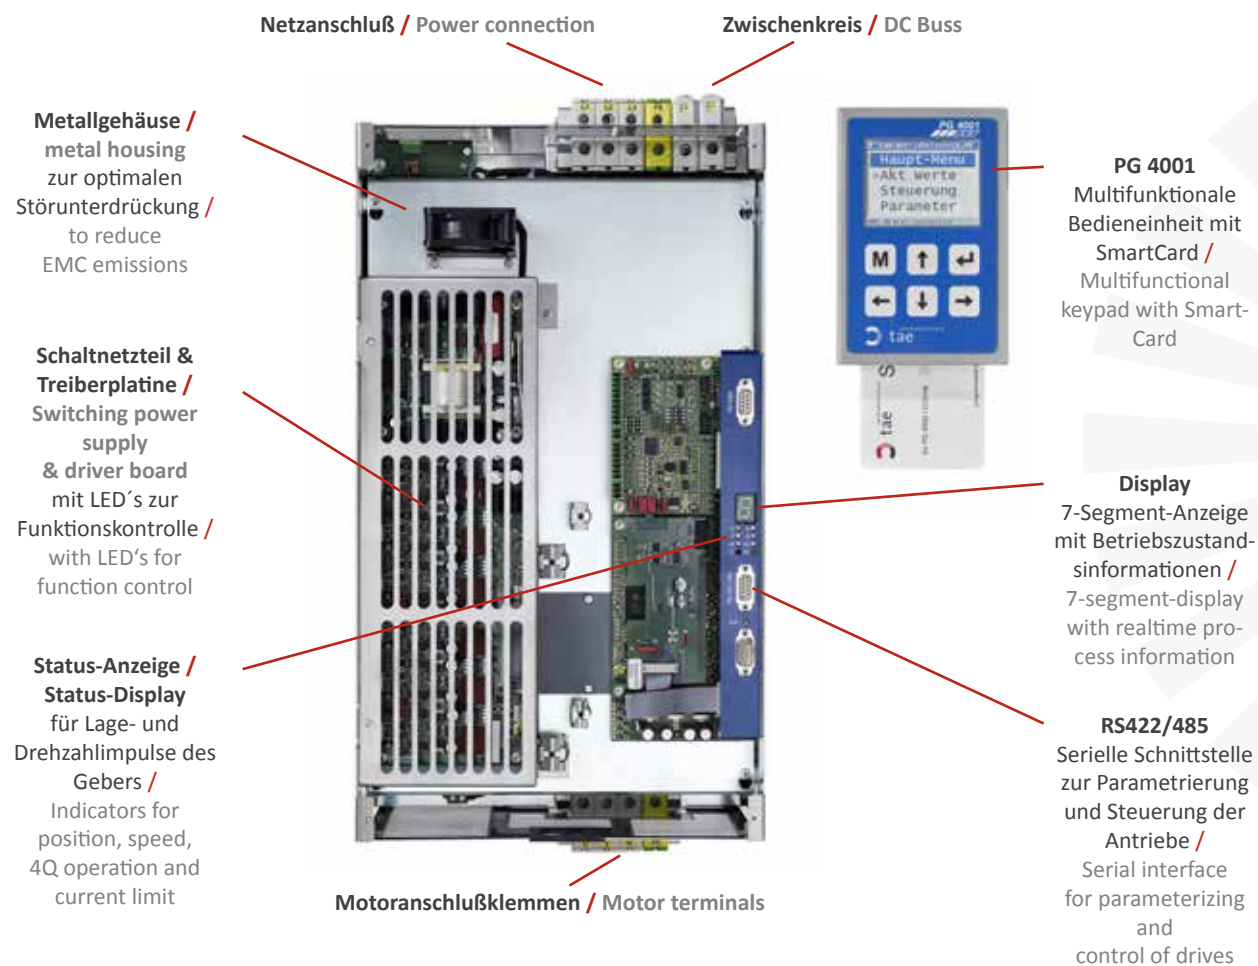 Netzanschluß / Power connection
Zwischenkreis / DC Buss
Metallgehäuse /
metal housing
zur optimalen
Störunterdrückung /
to reduce
EMC emissions
Schaltnetzteil &
Treiberplatine /
Switching power
supply
& driver board
mit LED´s zur
Funktionskontrolle /
with LED‘s for
function control
Status-Anzeige /
Status-Display
für Lage- und
Drehzahlimpulse des
Gebers /
Indicators for
position, speed,
4Q operation and
current limit
Motoranschlußklemmen / Motor terminals
PG 4001
Haupt-Menu
Akt Werte
Steuerung
Parameter
M
tae
S
tae
PG 4001
Multifunktionale
Bedieneinheit mit
SmartCard /
Multifunctional
keypad with Smart-
Card
Display
7-Segment-Anzeige
mit Betriebszustand-
sinformationen /
7-segment-display
with realtime pro-
cess information
RS422/485
Serielle Schnittstelle
zur Parametrierung
und Steuerung der
Antriebe /
Serial interface
for parameterizing
and
control of drives